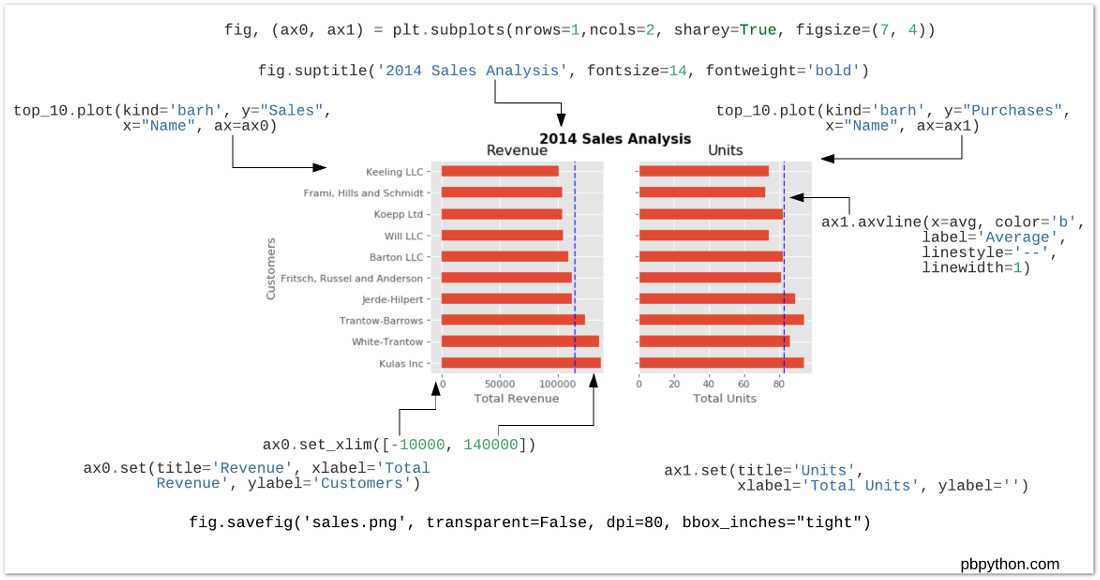 fig, (ax0, ax1) = plt.subplots(nrows=1,ncols=2, sharey=True, figsize=(7, 4))
fig.suptitle('2014 Sales Analysis', fontsize=14, fontweight='bold')
top_10.plot(kind='barh', y="Sales",
x="Name", ax=ax0)
top_10.plot(kind='barh', y="Purchases",
x="Name", ax=ax1)
2014 Sales Analysis
Revenue
Units
Customers
Keeling LLC
Frami, Hills and Schmidt
Koepp Ltd
Will LLC
Barton LLC
Fritsch, Russel and Anderson
Jerde-Hilpert
Trantow-Barrows
White-Trantow
Kulas Inc
0 50000 100000
Total Revenue
0 20 40 60 80
Total Units
ax1.axvline(x=avg, color='b',
label='Average',
linestyle='--',
linewidth=1)
ax0.set_xlim([-10000, 140000])
ax0.set(title='Revenue', xlabel='Total
Revenue', ylabel='Customers')
ax1.set(title='Units',
xlabel='Total Units', ylabel='')
fig.savefig('sales.png', transparent=False, dpi=80, bbox_inches="tight")
pbpython.com